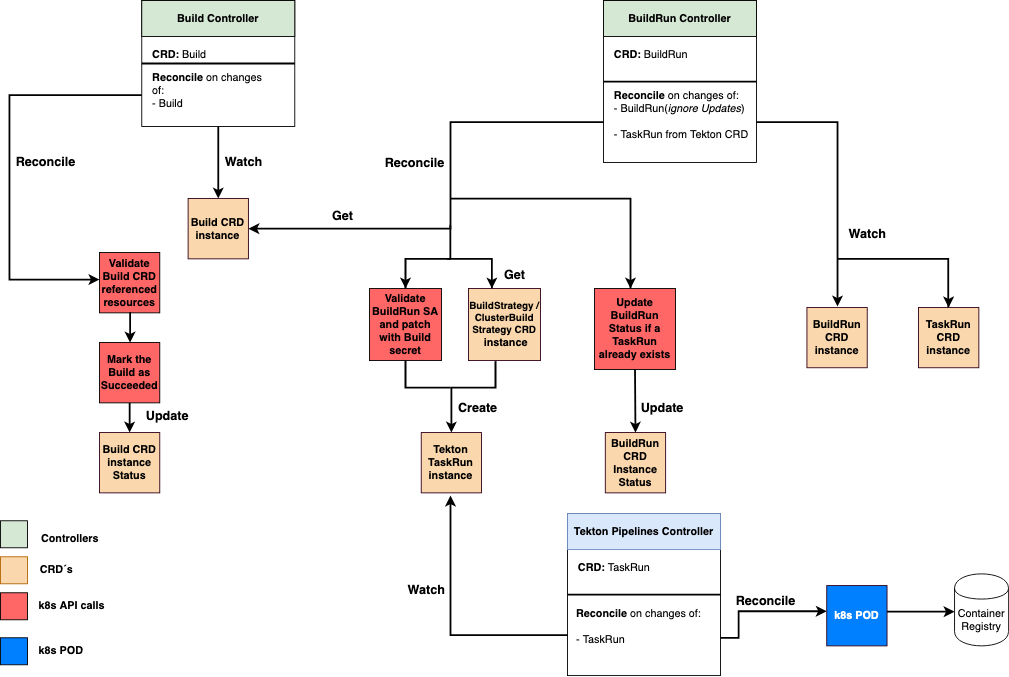 Build Controller
CRD: Build
Reconcile on changes
of:
- Build
BuildRun Controller
CRD: BuildRun
Reconcile on changes of:
- BuildRun(ignore Updates)
- TaskRun from Tekton CRD
Reconcile
Watch
Reconcile
Build CRD
instance
Get
Watch
Validate
Build CRD
referenced
resources
Get
Validate
BuildRun SA
and patch
with Build
secret
BuildStrategy /
ClusterBuild
Strategy CRD
instance
Update
BuildRun
Status if a
TaskRun
already exists
BuildRun
CRD
instance
TaskRun
CRD
instance
Mark the
Build as
Succeeded
Update
Create
Update
Build CRD
instance
Status
Tekton
TaskRun
instance
BuildRun
CRD
Instance
Status
Controllers
CRD´s
k8s API calls
k8s POD
Tekton Pipelines Controller
CRD: TaskRun
Reconcile on changes of:
- TaskRun
Watch
Reconcile
k8s POD
Container
Registry